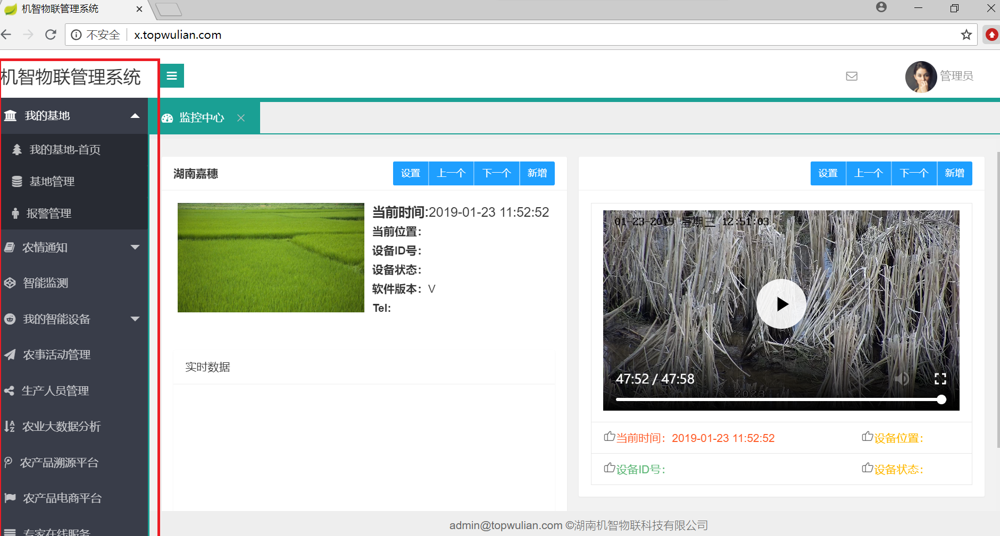 机智物联管理系统
不安全
x.topwulian.com
机智物联管理系统
管理员
我的基地
监控中心
我的基地-首页
基地管理
报警管理
农情通知
智能监测
我的智能设备
农事活动管理
生产人员管理
农业大数据分析
农产品溯源平台
农产品电商平台
专家在线服务
湖南嘉穗
设置 上一个 下一个 新增
当前时间:2019-01-23 11:52:52
当前位置：
设备ID号：
设备状态：
软件版本：V
Tel:
实时数据
设置 上一个 下一个 新增
01-23-2019 星期三 12:51:03
47:52 / 47:58
2023
当前时间：2019-01-23 11:52:52
设备位置：
设备ID号：
设备状态：
admin@topwulian.com ©湖南机智物联科技有限公司